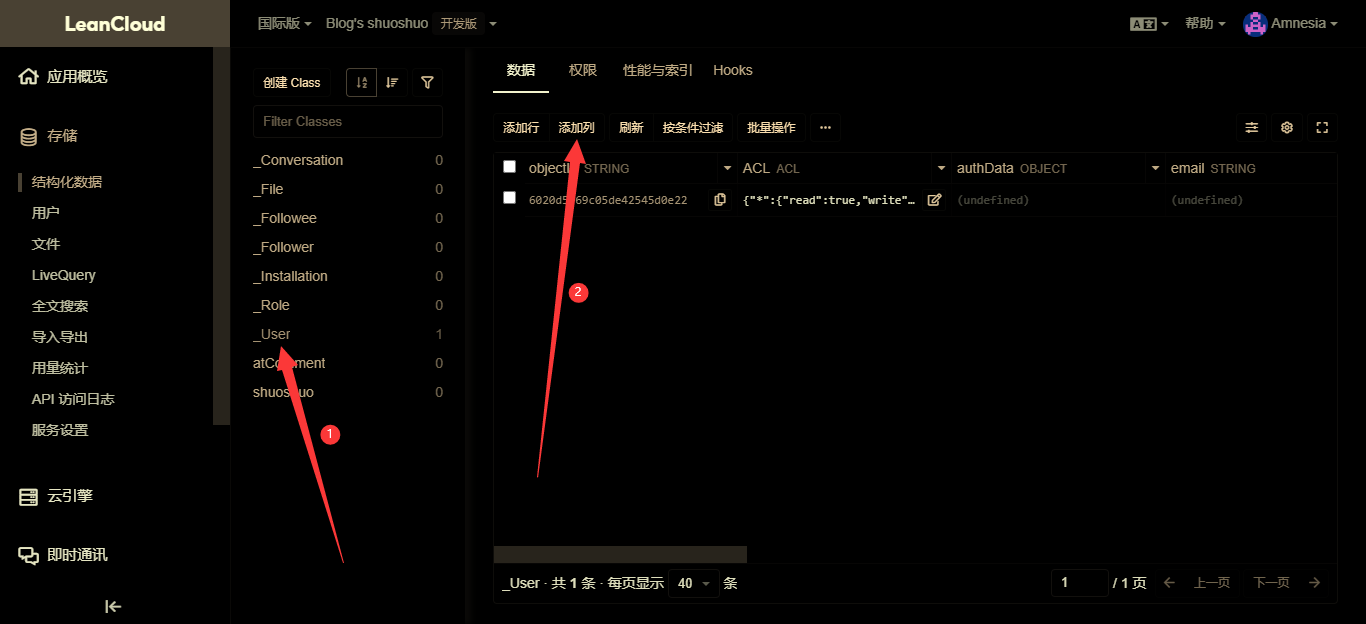 LeanCloud
国际版 Blog's shuoshuo 开发版
帮助 Amnesia
应用概览
存储
结构化数据
用户
文件
LiveQuery
全文搜索
导入导出
用量统计
API 访问日志
服务设置
云引擎
即时通讯
创建 Class
Filter Classes
_Conversation 0
_File 0
_Followee 0
_Follower 0
_Installation 0
_Role 0
_User 1
atComment 0
shuoshuo 0
1
数据 权限 性能与索引 Hooks
添加行 添加列 刷新 按条件过滤 批量操作 ···
STRING ACL ACL authData OBJECT email STRING
{"*":{"read":true,"write"… (undefined) (undefined)
2
_User · 共 1 条 · 每页显示 40 条
1 / 1 页 上一页 下一页